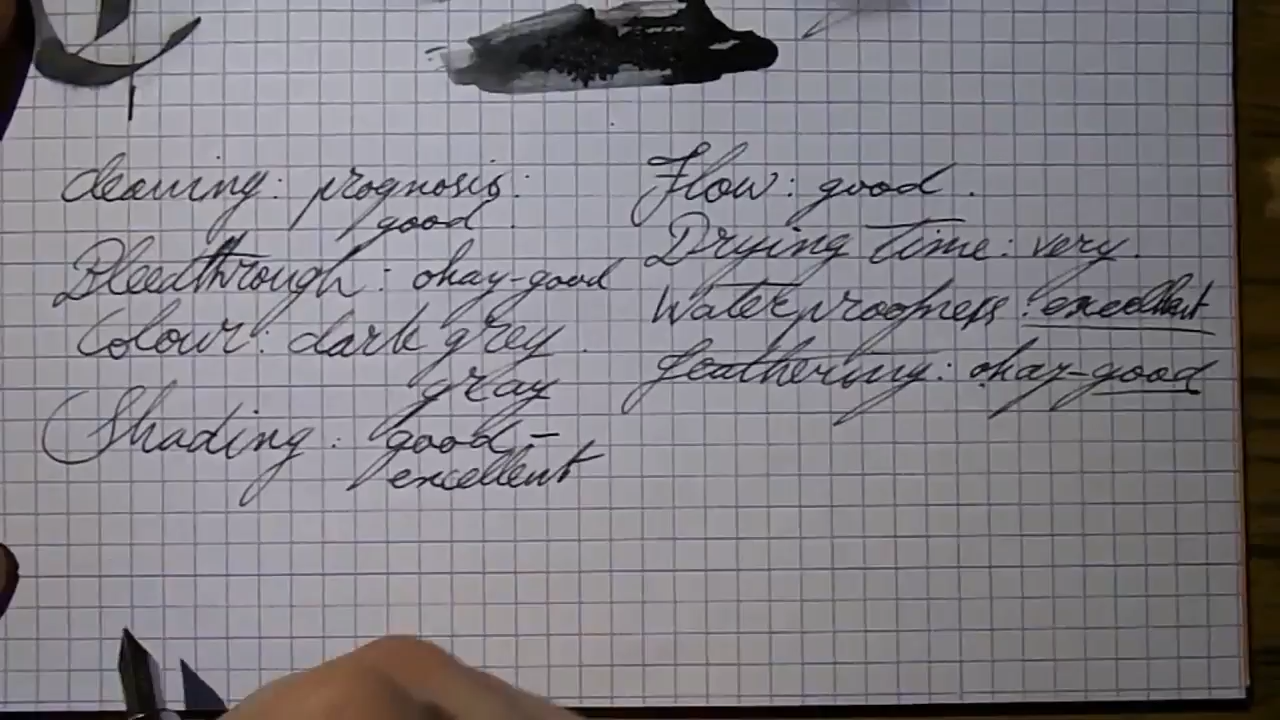 Cleaning: prognosis:
good.
Bleedthrough: okay-good
Colour: dark grey.
gray
Shading: good-
excellent
Flow: good.
Drying Time: very.
Waterproofness: excellent
Feathering: okay-good